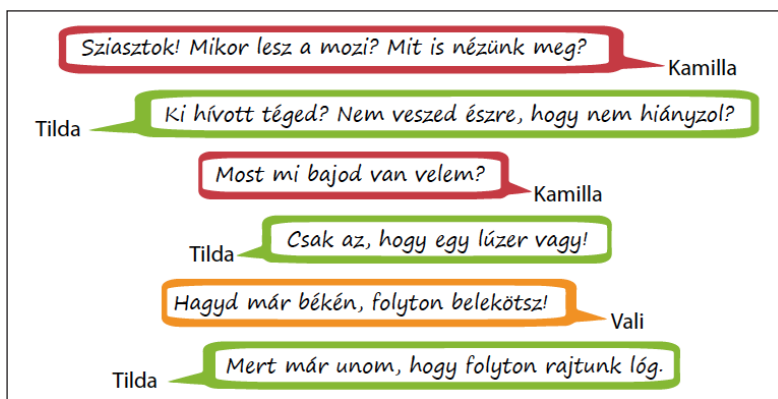 Sziasztok! Mikor lesz a mozi? Mit is nézünk meg?
Kamilla
Ki hívott téged? Nem veszed észre, hogy nem hiányzol?
Tilda
Most mi bajod van velem?
Kamilla
Csak az, hogy egy lúzer vagy!
Tilda
Hagyd már békén, folyton belekötsz!
Vali
Mert már unom, hogy folyton rajtunk lóg.
Tilda